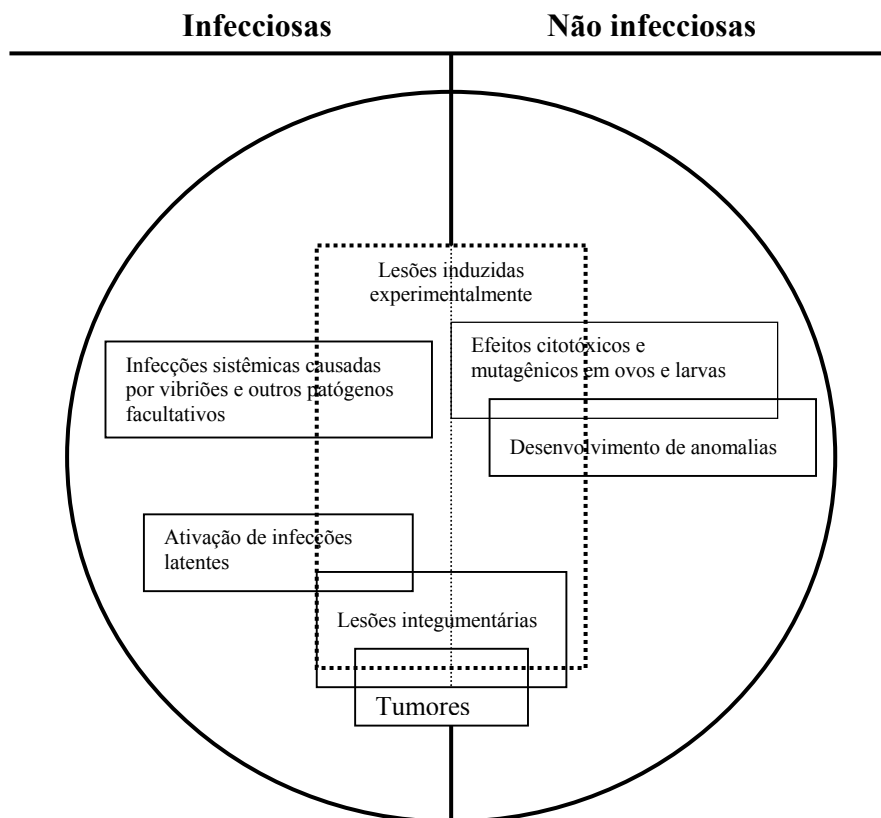 Infecciosas
Não infecciosas
Lesões induzidas
experimentalmente
Infecções sistêmicas causadas
por vibriões e outros patógenos
facultativos
Efeitos citotóxicos e
mutagênicos em ovos e larvas
Desenvolvimento de anomalias
Ativação de infecções
latentes
Lesões integumentárias
Tumores